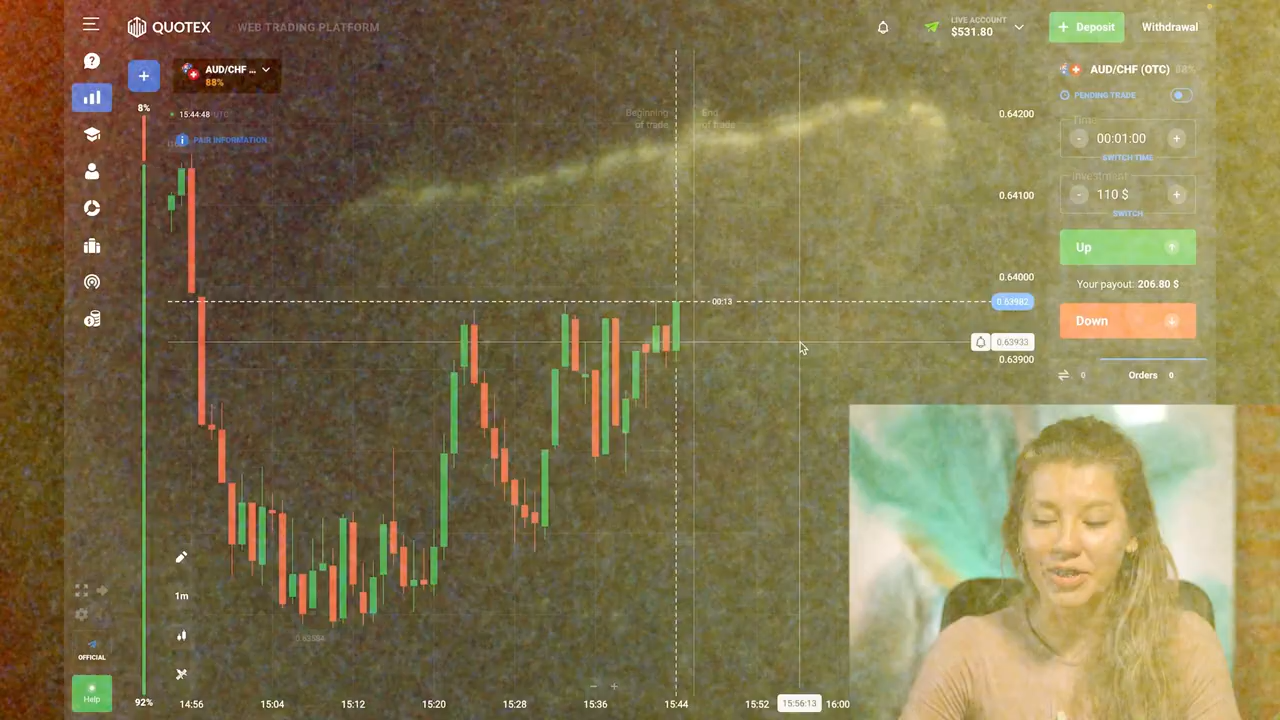 QUOTEX
WEB TRADING PLATFORM
LIVE ACCOUNT
$531.80
+ Deposit
Withdrawal
AUD/CHF ...
88%
AUD/CHF (OTC) 88%
PENDING TRADE
8%
15:44:48 UTC
PAIR INFORMATION
Beginning
of trade
End
of trade
0.64200
0.64100
0.64000
0.63982
0.63933
0.63900
00:13
Time
- 00:01:00 +
SWITCH TIME
Investment
- 110 $ +
SWITCH
Up
Your payout: 206.80 $
Down
0
Orders 0
1m
0.63584
OFFICIAL
Help
92%
14:56
15:04
15:12
15:20
15:28
15:36
15:44
15:52
15:56:13
16:00